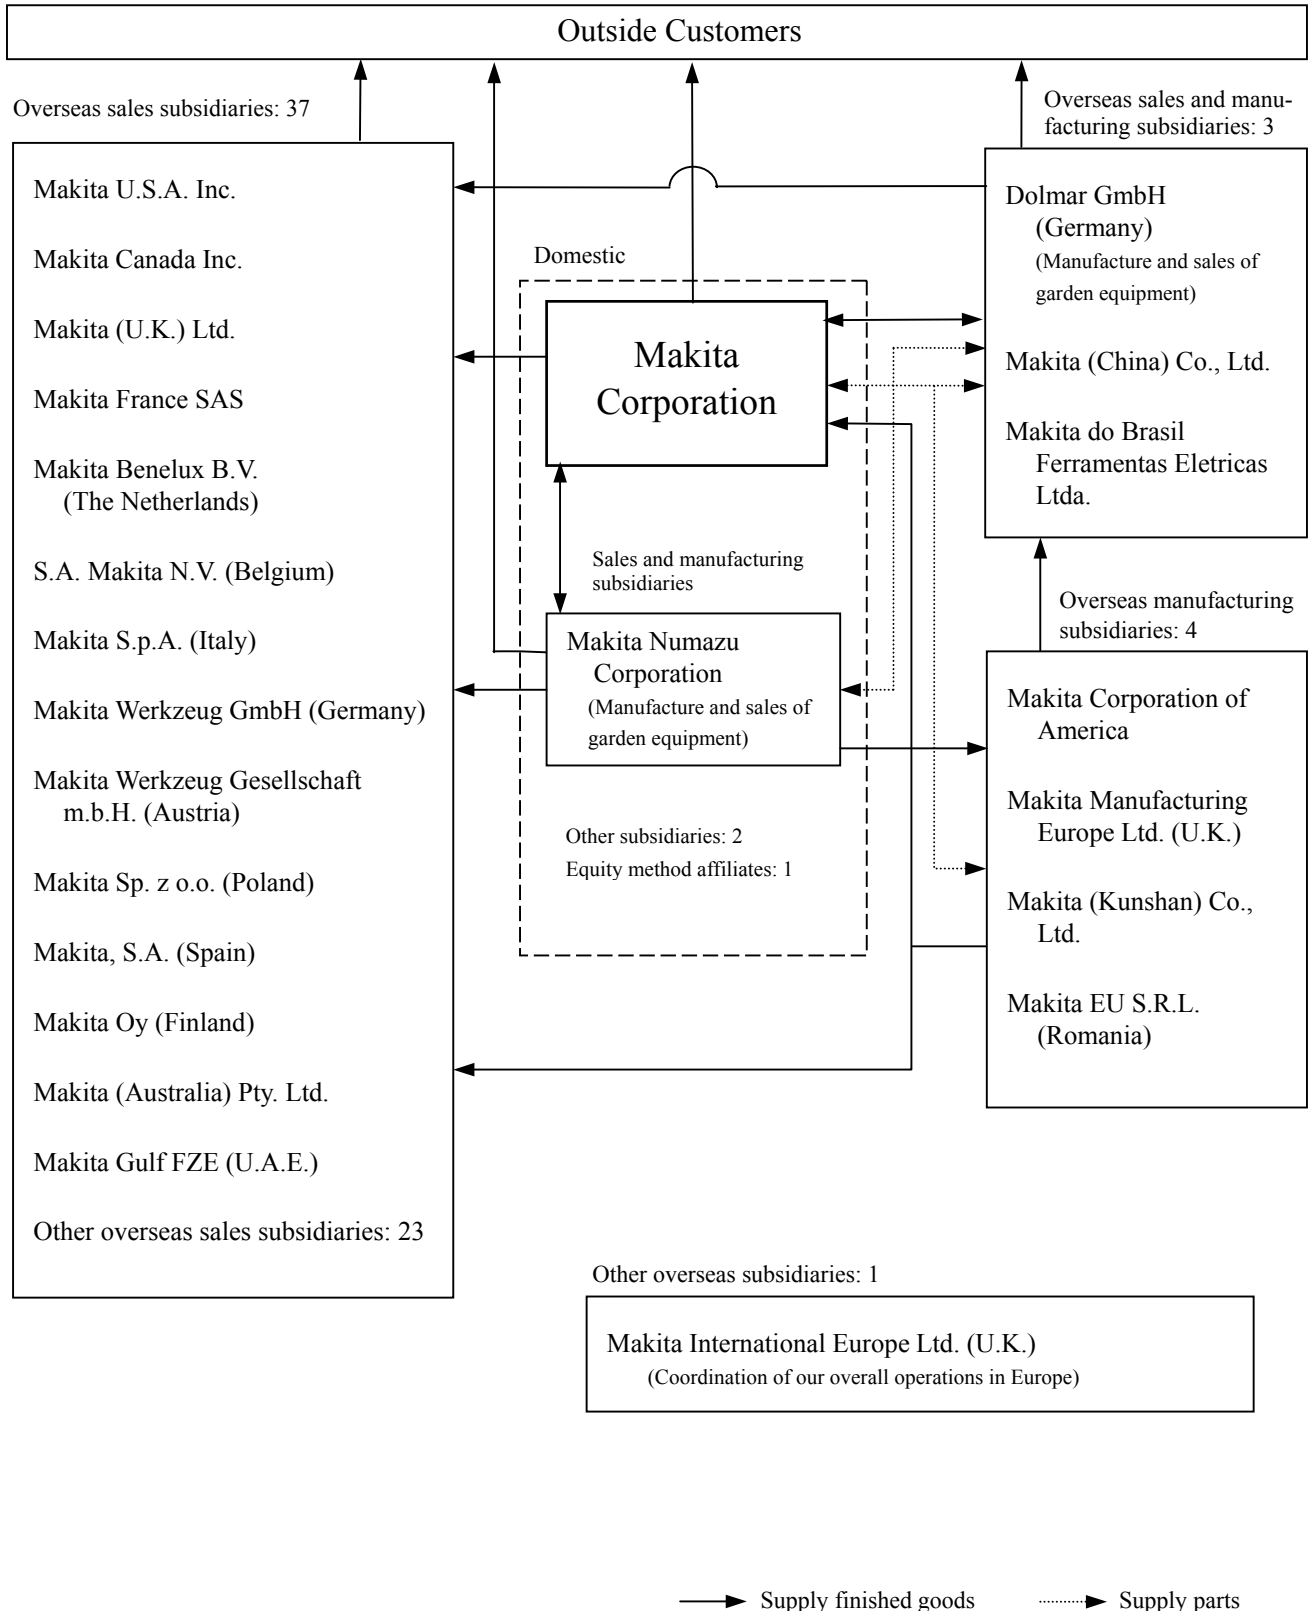 Outside Customers
Overseas sales subsidiaries: 37
Makita U.S.A. Inc.
Makita Canada Inc.
Makita (U.K.) Ltd.
Makita France SAS
Makita Benelux B.V.
(The Netherlands)
S.A. Makita N.V. (Belgium)
Makita S.p.A. (Italy)
Makita Werkzeug GmbH (Germany)
Makita Werkzeug Gesellschaft
m.b.H. (Austria)
Makita Sp. z o.o. (Poland)
Makita, S.A. (Spain)
Makita Oy (Finland)
Makita (Australia) Pty. Ltd.
Makita Gulf FZE (U.A.E.)
Other overseas sales subsidiaries: 23
Domestic
Makita
Corporation
Sales and manufacturing
subsidiaries
Makita Numazu
Corporation
(Manufacture and sales of
garden equipment)
Other subsidiaries: 2
Equity method affiliates: 1
Overseas sales and manu-
facturing subsidiaries: 3
Dolmar GmbH
(Germany)
(Manufacture and sales of
garden equipment)
Makita (China) Co., Ltd.
Makita do Brasil
Ferramentas Eletricas
Ltda.
Overseas manufacturing
subsidiaries: 4
Makita Corporation of
America
Makita Manufacturing
Europe Ltd. (U.K.)
Makita (Kunshan) Co.,
Ltd.
Makita EU S.R.L.
(Romania)
Other overseas subsidiaries: 1
Makita International Europe Ltd. (U.K.)
(Coordination of our overall operations in Europe)
Supply finished goods
Supply parts